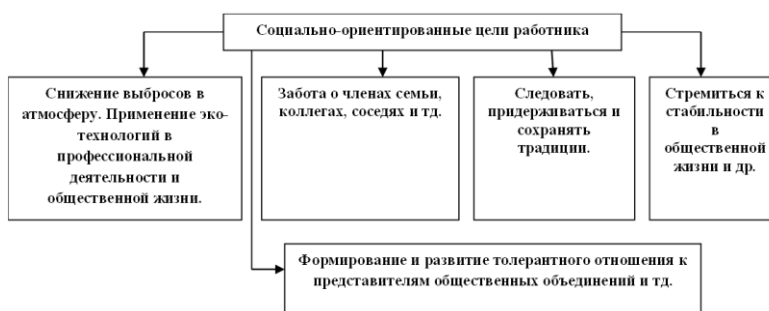 Социально-ориентированные цели работника
Снижение выбросов в
атмосферу. Применение эко-
технологий в
профессиональной
деятельности и
общественной жизни.
Забота о членах семьи,
коллегах, соседях и тд.
Следовать,
придерживаться и
сохранять
традиции.
Стремиться к
стабильности
в
общественной
жизни и др.
Формирование и развитие толерантного отношения к
представителям общественных объединений и тд.